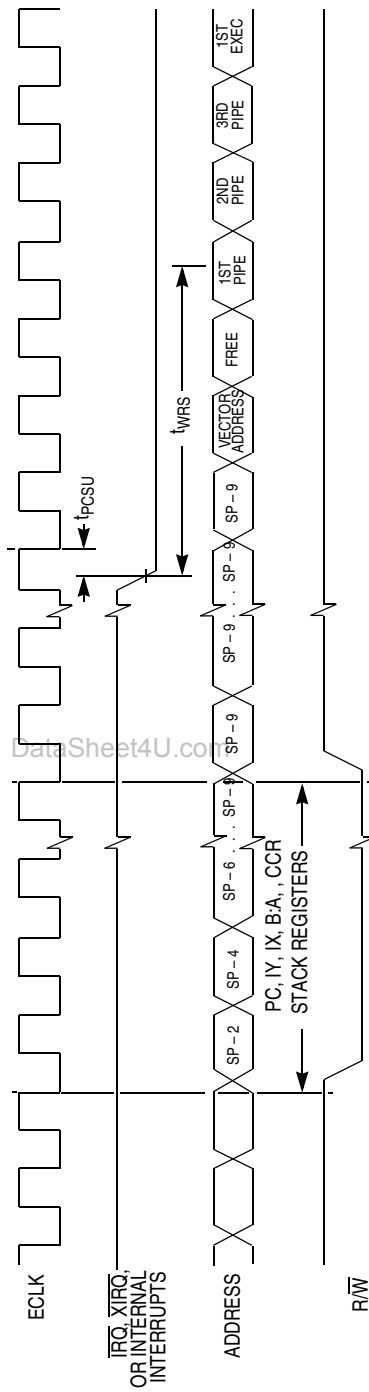 ECLK
tPCSU
IRQ, XIRQ,
OR INTERNAL
INTERRUPTS
tWRS
ADDRESS
SP – 2
SP – 4
SP – 6 . . . SP – 9
SP – 9
SP – 9 . . . SP – 9
SP – 9
VECTOR
ADDRESS
FREE
1ST
PIPE
2ND
PIPE
3RD
PIPE
1ST
EXEC
PC, IY, IX, B:A, , CCR
STACK REGISTERS
R/W
DataSheet4U.com